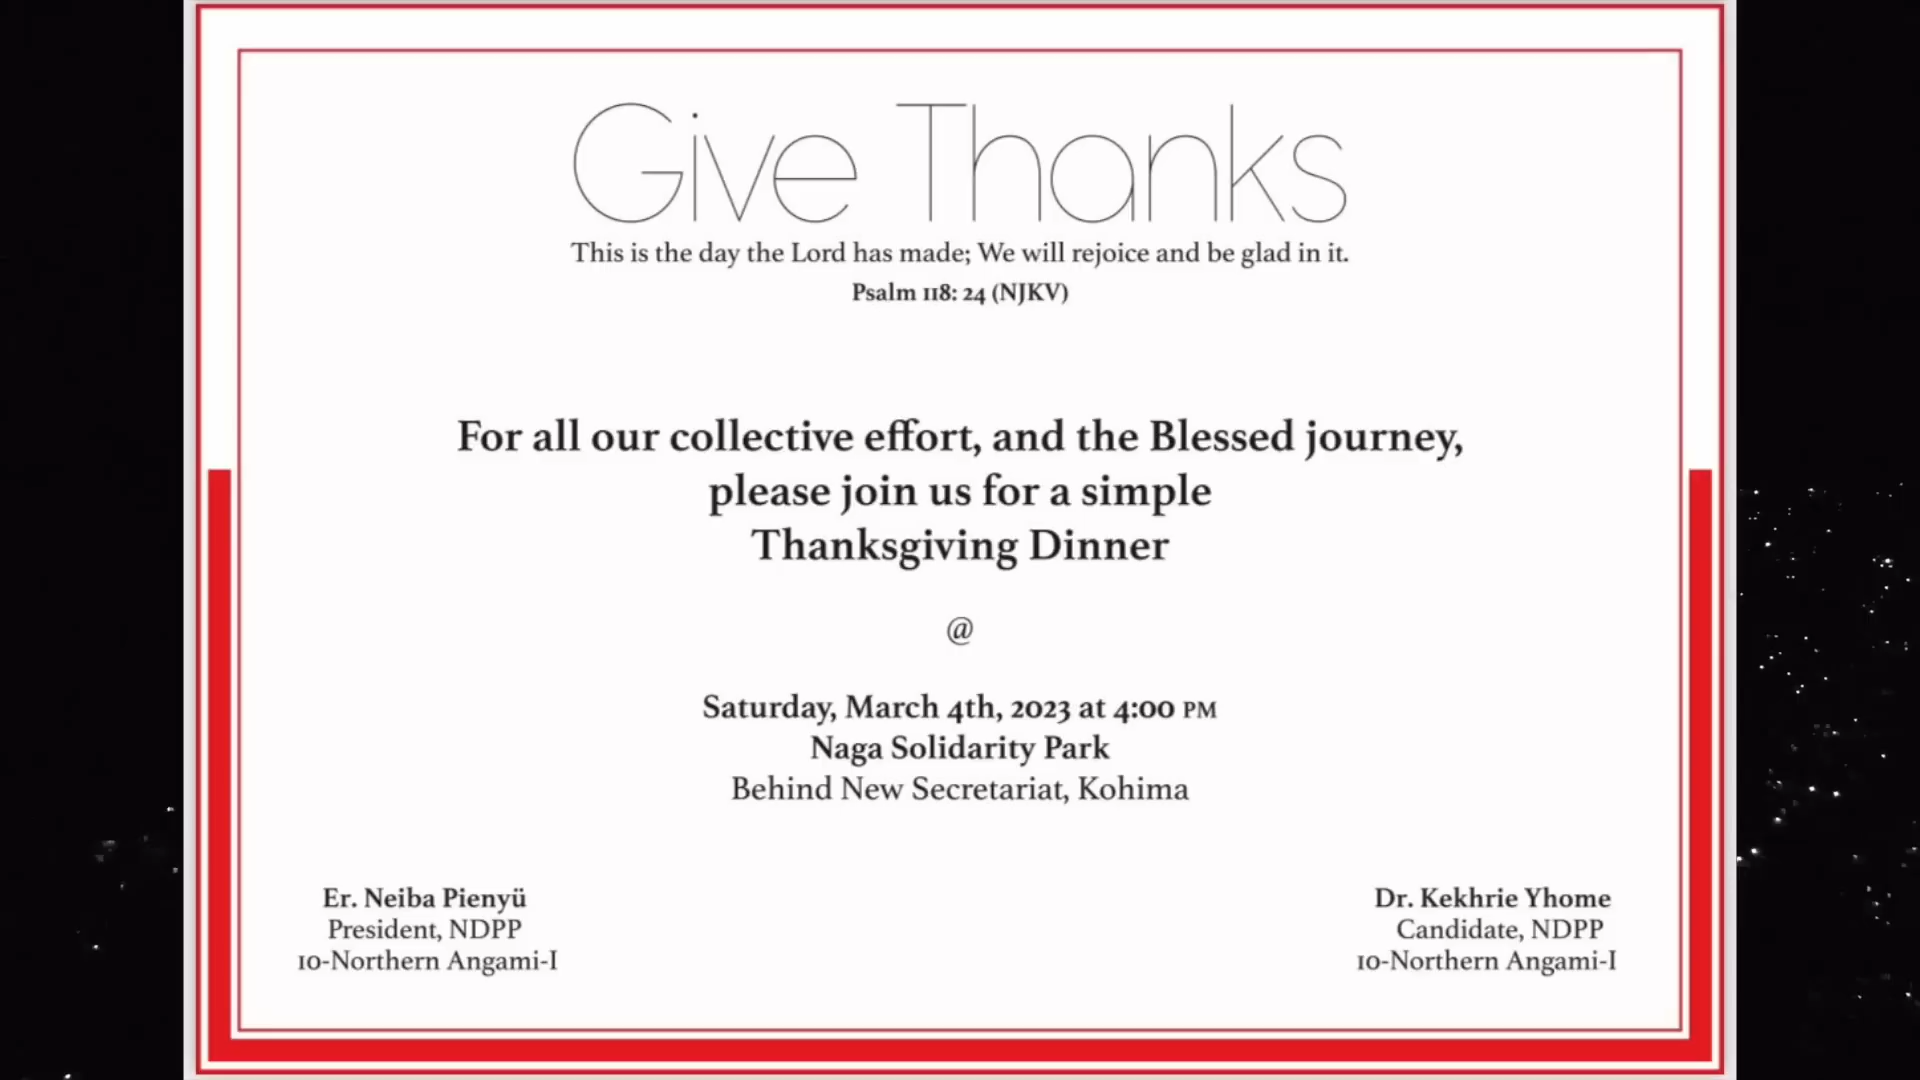 Give Thanks
This is the day the Lord has made; We will rejoice and be glad in it.
Psalm 118: 24 (NJKV)
For all our collective effort, and the Blessed journey,
please join us for a simple
Thanksgiving Dinner
@
Saturday, March 4th, 2023 at 4:00 PM
Naga Solidarity Park
Behind New Secretariat, Kohima
Er. Neiba Pienyü
President, NDPP
10-Northern Angami-I
Dr. Kekhrie Yhome
Candidate, NDPP
10-Northern Angami-I